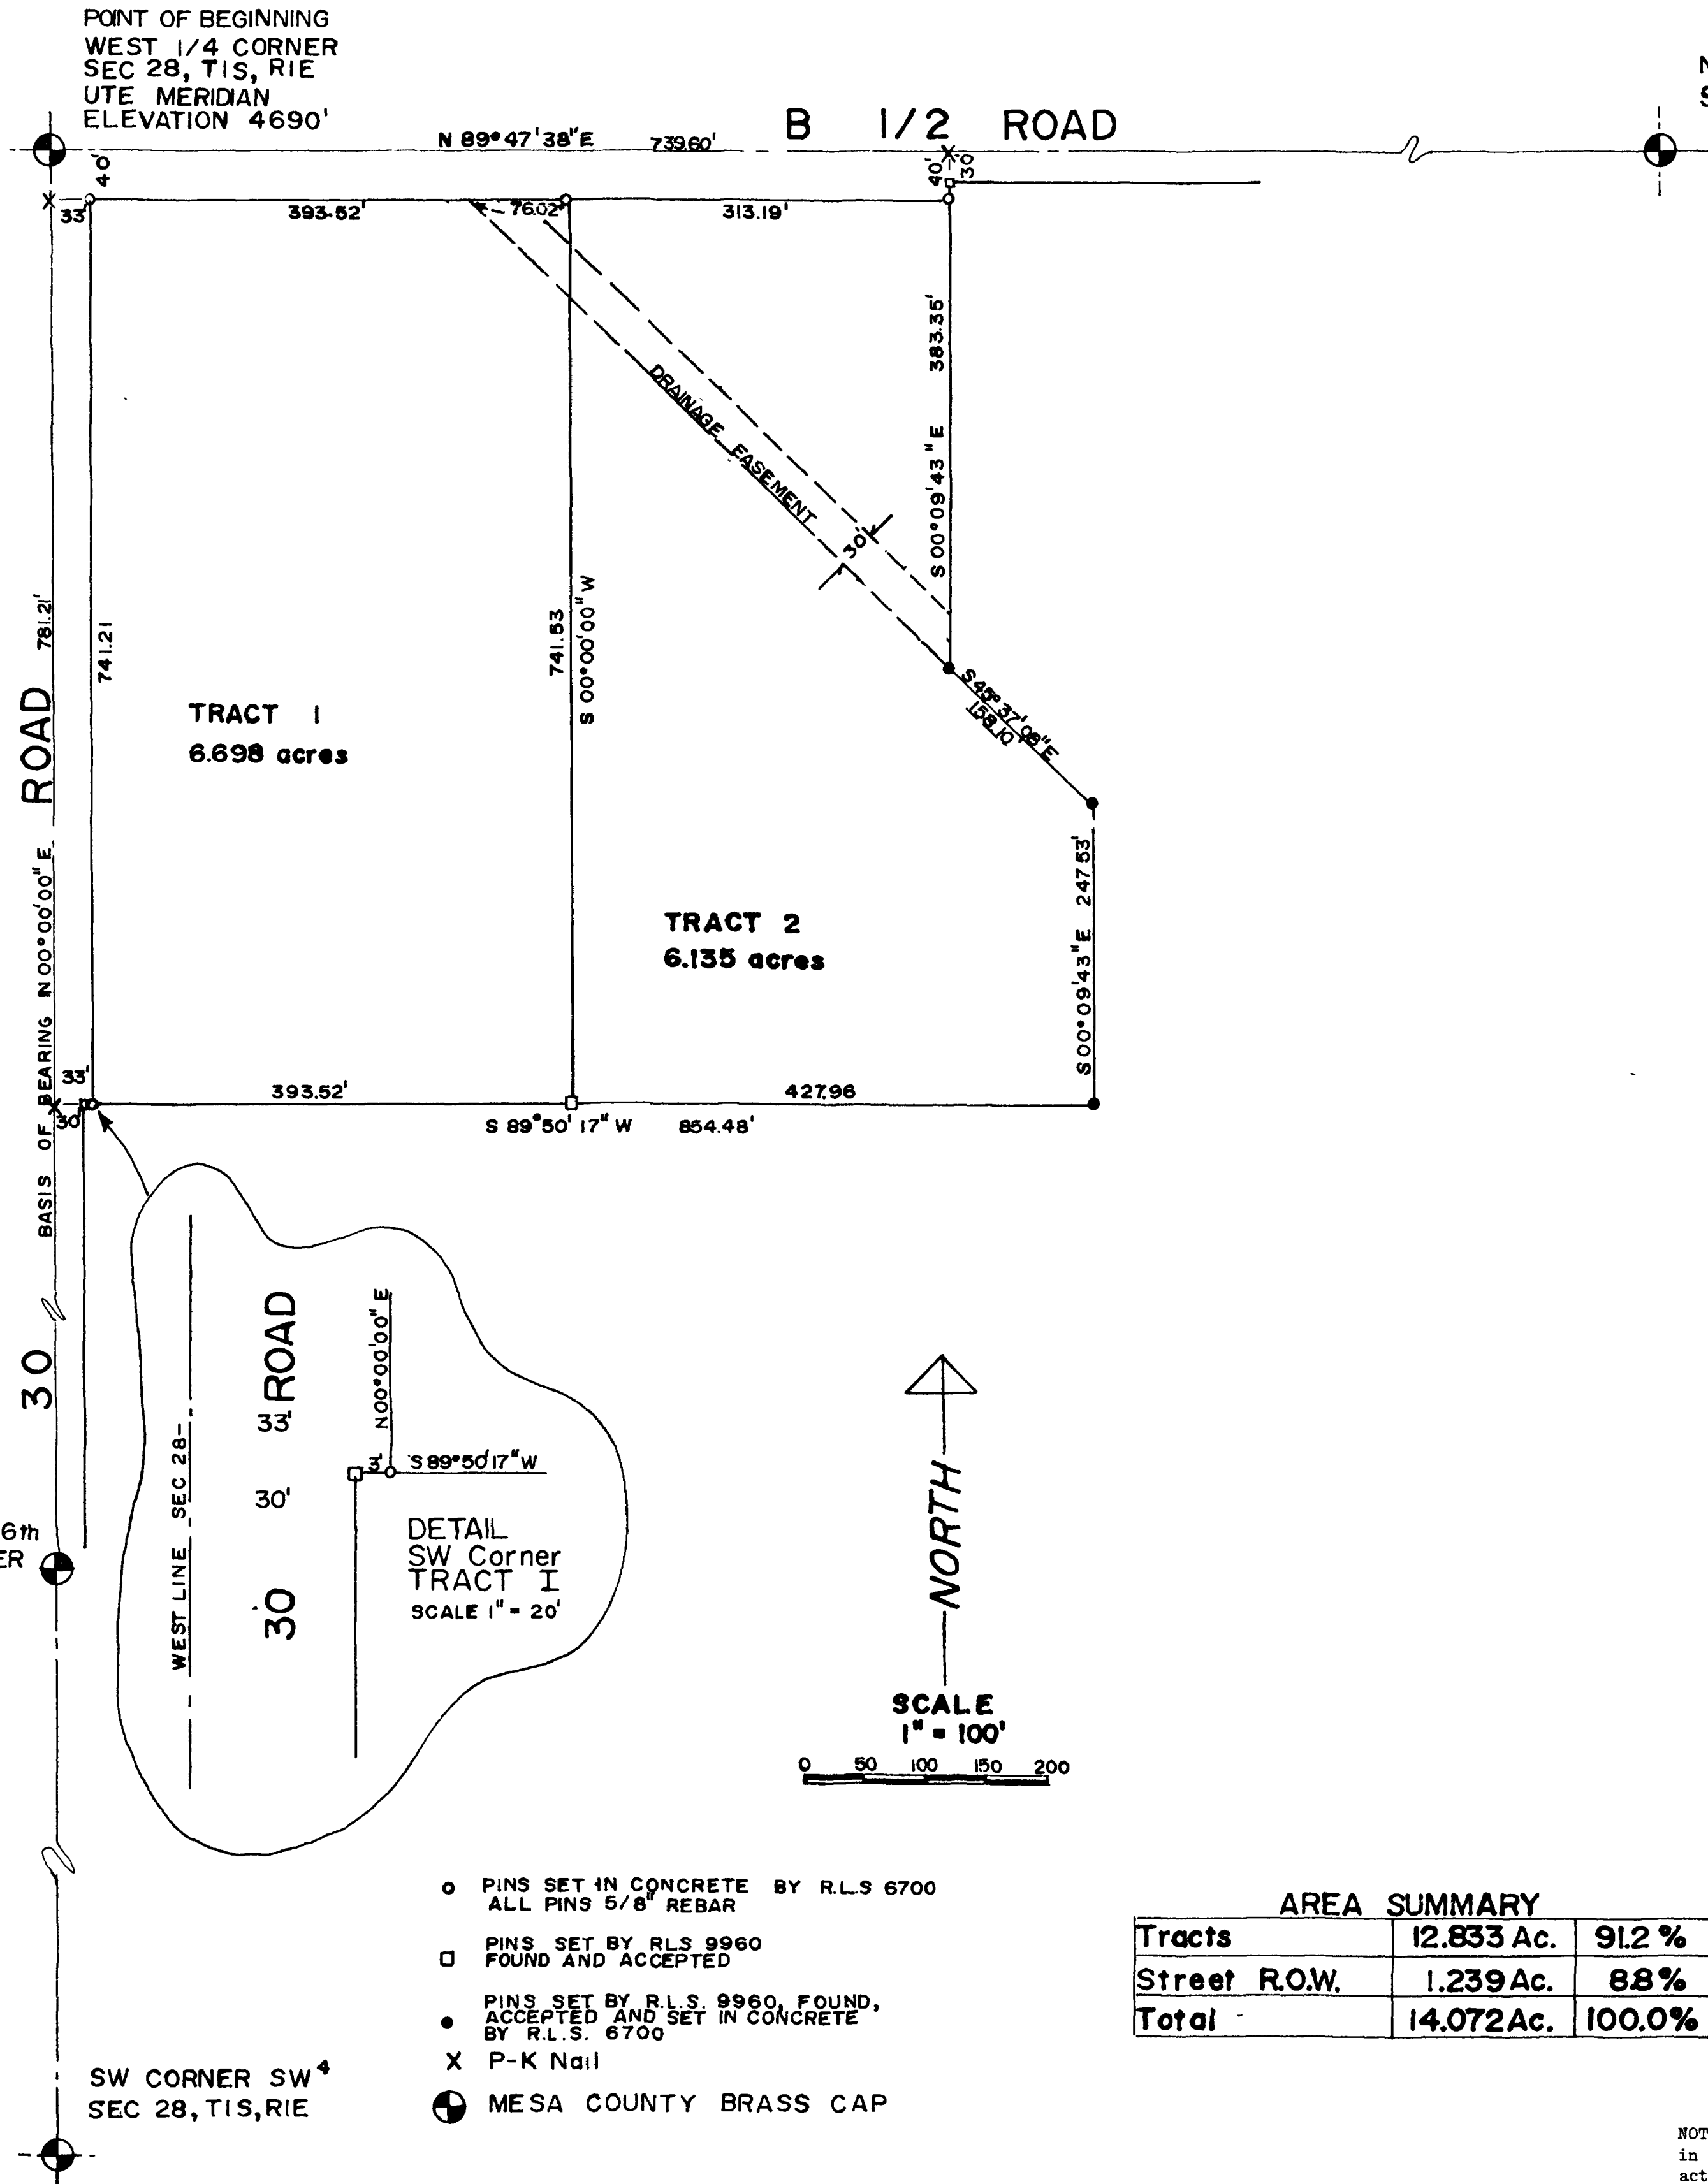 POINT OF BEGINNING
WEST 1/4 CORNER
SEC 28, T1S, R1E
UTE MERIDIAN
ELEVATION 4690'
N
S
B 1/2 ROAD
N 89°47'38"E 739.60'
40'
40'
30'
33'
393.52'
76.02'
313.19'
DRAINAGE EASEMENT
30'
S 00°09'43"E 383.35'
S 45°37'08"E
158.10
S 00°09'43"E 247.53'
741.53
S 00°00'00" W
741.21
781.21'
BASIS OF BEARING N 00°00'00" E
30 ROAD
TRACT 1
6.698 acres
TRACT 2
6.135 acres
33'
30'
393.52'
427.96
S 89°50'17" W 854.48'
6th
ER
WEST LINE SEC 28
30 ROAD
33'
30'
N00°00'00" E
3'
S 89°50'17" W
DETAIL
SW Corner
TRACT I
SCALE 1" = 20'
NORTH
SCALE
1" = 100'
0 50 100 150 200
PINS SET IN CONCRETE BY R.L.S 6700
ALL PINS 5/8" REBAR
PINS SET BY RLS 9960
FOUND AND ACCEPTED
PINS SET BY R.L.S. 9960, FOUND,
ACCEPTED AND SET IN CONCRETE
BY R.L.S. 6700
X P-K Nail
MESA COUNTY BRASS CAP
SW CORNER SW4
SEC 28, T1S, R1E
AREA SUMMARY
Tracts 12.833 Ac. 91.2 %
Street R.O.W. 1.239 Ac. 8.8 %
Total 14.072 Ac. 100.0%
NOT
in
act